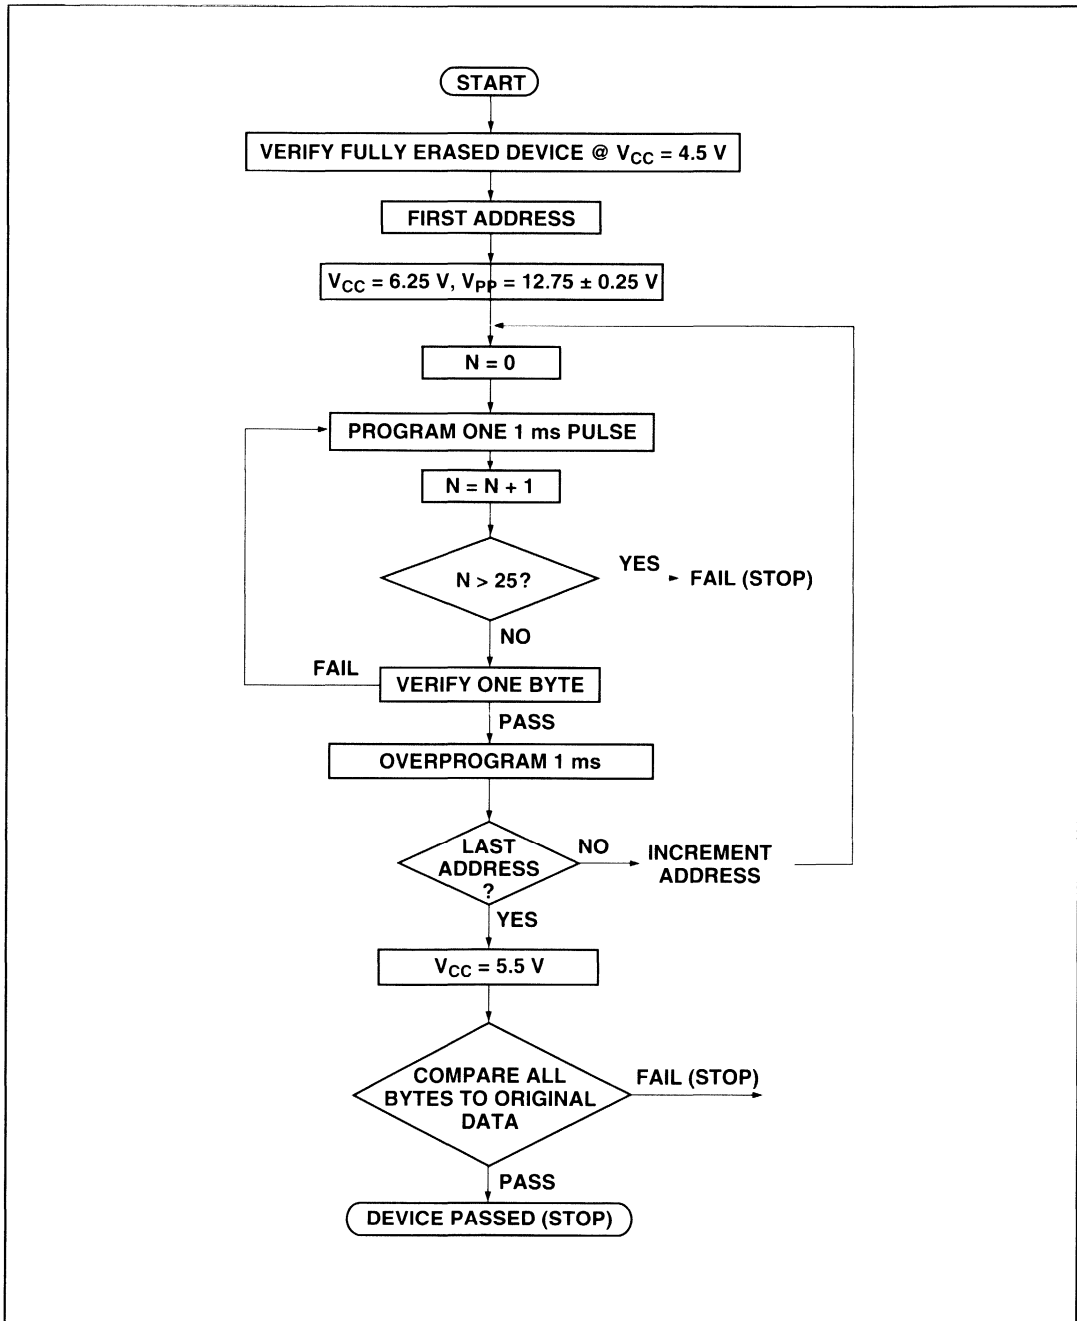 START
VERIFY FULLY ERASED DEVICE @ VCC = 4.5 V
FIRST ADDRESS
VCC = 6.25 V, VPP = 12.75 ± 0.25 V
N = 0
PROGRAM ONE 1 ms PULSE
N = N + 1
N > 25?
YES
FAIL (STOP)
NO
FAIL
VERIFY ONE BYTE
PASS
OVERPROGRAM 1 ms
LAST
ADDRESS
?
NO
INCREMENT
ADDRESS
YES
VCC = 5.5 V
COMPARE ALL
BYTES TO ORIGINAL
DATA
FAIL (STOP)
PASS
DEVICE PASSED (STOP)